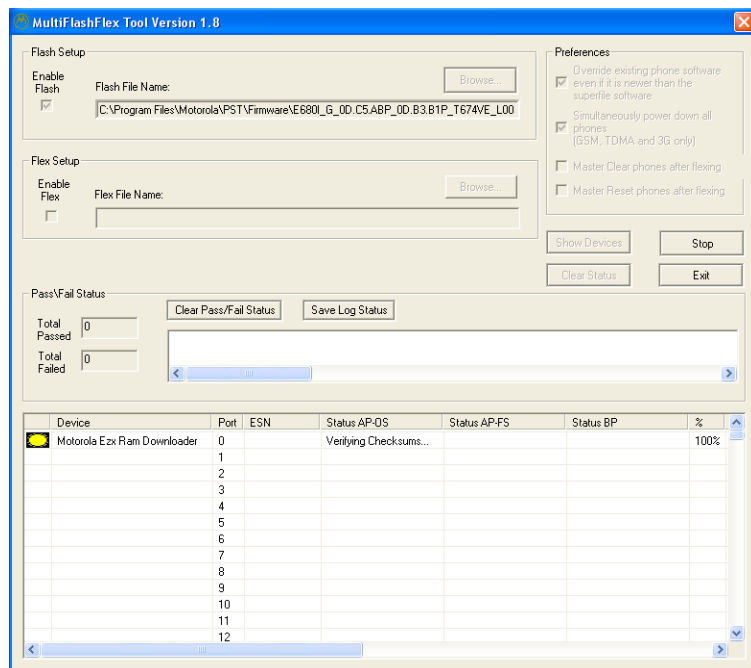 MultiFlashFlex Tool Version 1.8
Flash Setup
Enable
Flash
Flash File Name:
Browse...
C:\Program Files\Motorola\PST\Firmware\E680I_G_0D.C5.ABP_0D.B3.B1P_T674VE_L00
Flex Setup
Enable
Flex
Flex File Name:
Browse...
Preferences
Override existing phone software
even if it is newer than the
superfile software
Simultaneously power down all
phones
(GSM, TDMA and 3G only)
Master Clear phones after flexing
Master Reset phones after flexing
Show Devices
Stop
Clear Status
Exit
Pass\Fail Status
Total
Passed
0
Total
Failed
0
Clear Pass/Fail Status
Save Log Status
Device Port ESN Status AP-OS Status AP-FS Status BP %
Motorola Ezx Ram Downloader 0 Verifying Checksums... 100%
1
2
3
4
5
6
7
8
9
10
11
12